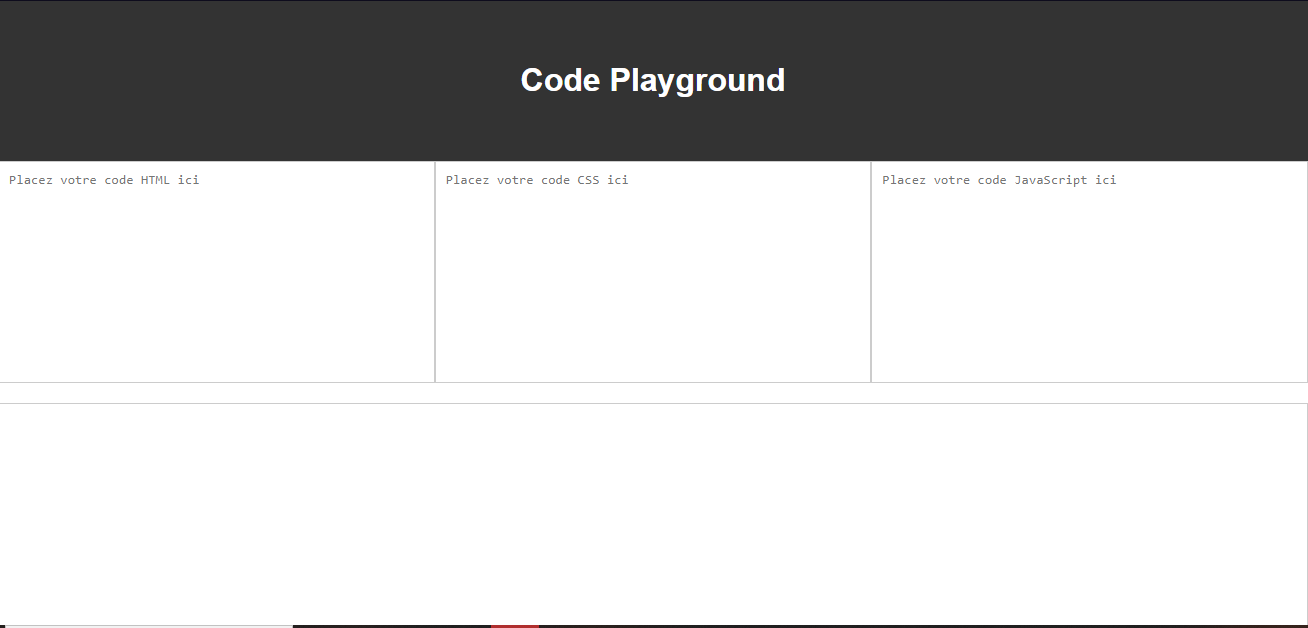 Code Playground
Placez votre code HTML ici
Placez votre code CSS ici
Placez votre code JavaScript ici